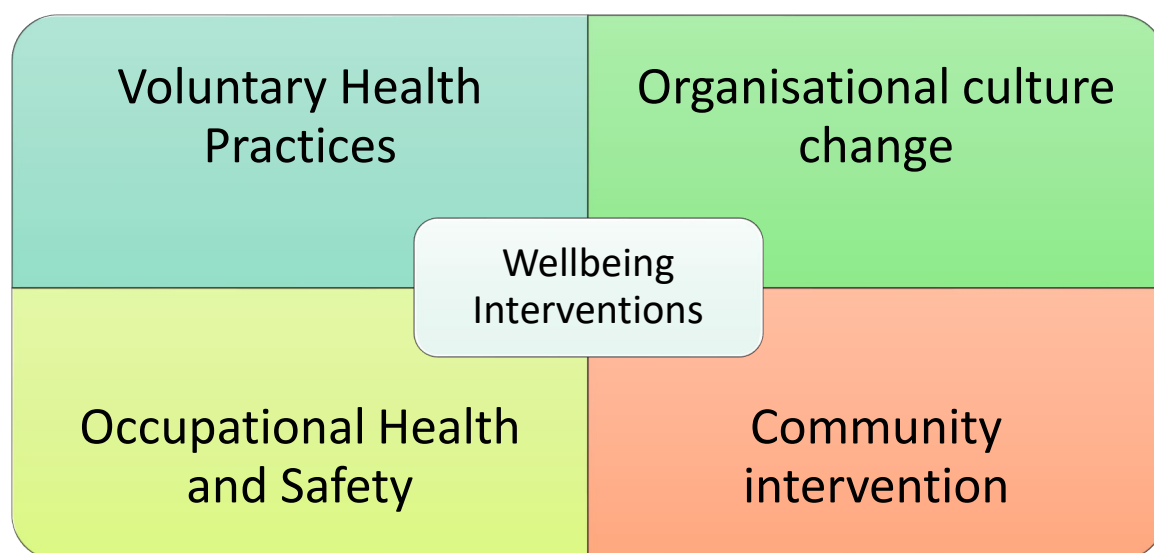 Voluntary Health
Practices
Organisational culture
change
Wellbeing
Interventions
Occupational Health
and Safety
Community
intervention